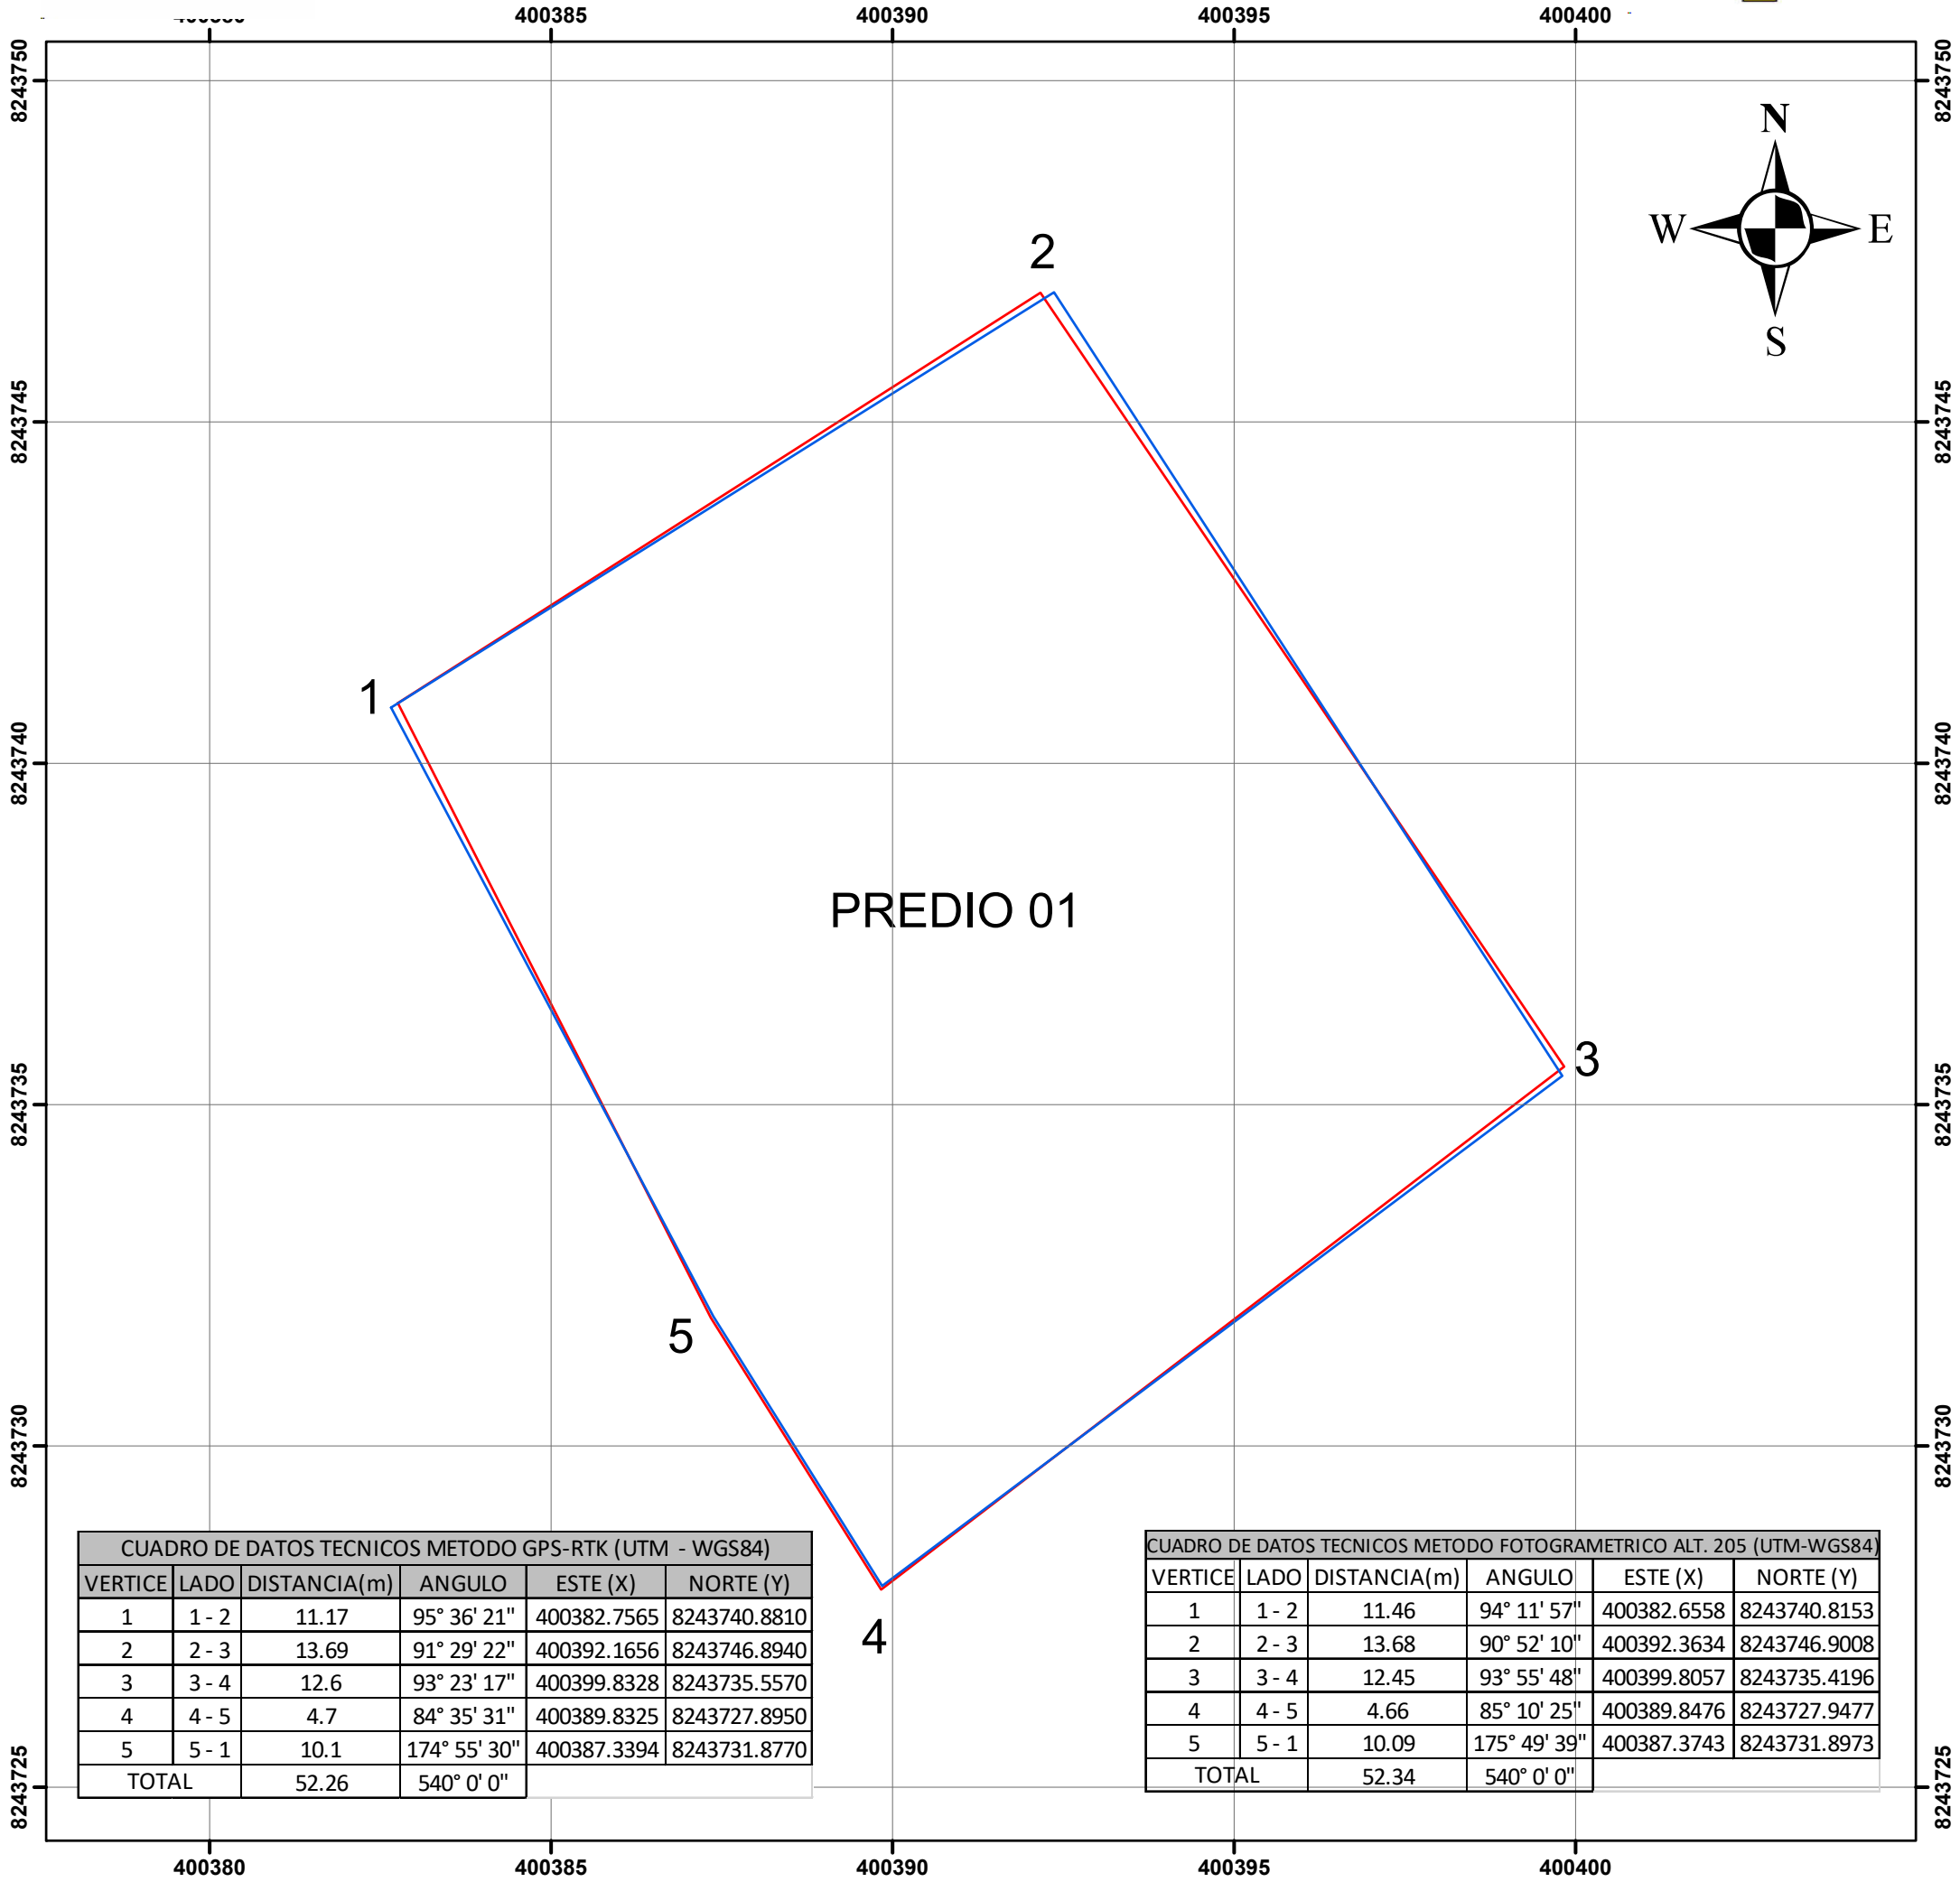 400385 400390 400395 400400
8243750 8243750
N
W E
S
2
8243745 8243745
1
8243740 8243740
PREDIO 01
3
8243735 8243735
5
8243730 8243730
4
CUADRO DE DATOS TECNICOS METODO GPS-RTK (UTM - WGS84)
VERTICE LADO DISTANCIA(m) ANGULO ESTE (X) NORTE (Y)
1 1 - 2 11.17 95° 36' 21" 400382.7565 8243740.8810
2 2 - 3 13.69 91° 29' 22" 400392.1656 8243746.8940
3 3 - 4 12.6 93° 23' 17" 400399.8328 8243735.5570
4 4 - 5 4.7 84° 35' 31" 400389.8325 8243727.8950
5 5 - 1 10.1 174° 55' 30" 400387.3394 8243731.8770
TOTAL 52.26 540° 0' 0"
CUADRO DE DATOS TECNICOS METODO FOTOGRAMETRICO ALT. 205 (UTM-WGS84)
VERTICE LADO DISTANCIA(m) ANGULO ESTE (X) NORTE (Y)
1 1 - 2 11.46 94° 11' 57" 400382.6558 8243740.8153
2 2 - 3 13.68 90° 52' 10" 400392.3634 8243746.9008
3 3 - 4 12.45 93° 55' 48" 400399.8057 8243735.4196
4 4 - 5 4.66 85° 10' 25" 400389.8476 8243727.9477
5 5 - 1 10.09 175° 49' 39" 400387.3743 8243731.8973
TOTAL 52.34 540° 0' 0"
8243725 8243725
400380 400385 400390 400395 400400